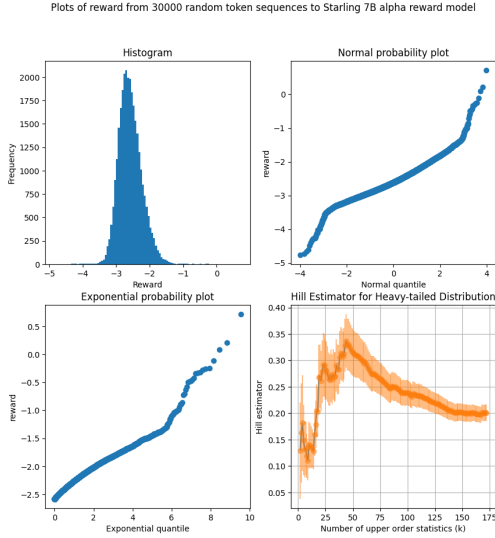 Plots of reward from 30000 random token sequences to Starling 7B alpha reward model
Histogram
Frequency
2000
1750
1500
1250
1000
750
500
250
0
−5 −4 −3 −2 −1 0
Reward
Normal probability plot
reward
0
−1
−2
−3
−4
−5
−4 −2 0 2 4
Normal quantile
Exponential probability plot
reward
0.5
0.0
−0.5
−1.0
−1.5
−2.0
−2.5
0 2 4 6 8 10
Exponential quantile
Hill Estimator for Heavy-tailed Distribution
Hill estimator
0.40
0.35
0.30
0.25
0.20
0.15
0.10
0.05
0 25 50 75 100 125 150 175
Number of upper order statistics (k)